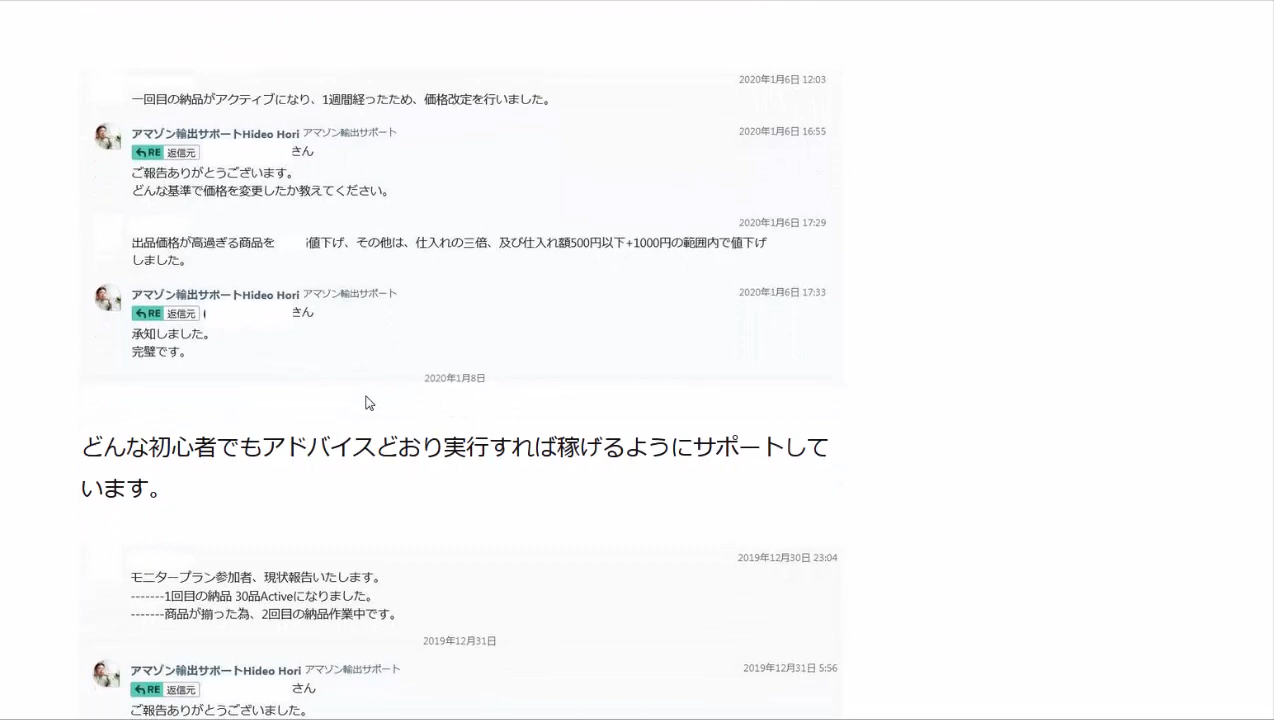 2020年1月6日 12:03
一回目の納品がアクティブになり、1週間経ったため、価格改定を行いました。
アマゾン輸出サポートHideo Hori アマゾン輸出サポート 2020年1月6日 16:55
RE 返信元 さん
ご報告ありがとうございます。
どんな基準で価格を変更したか教えてください。
2020年1月6日 17:29
出品価格が高過ぎる商品を 値下げ、その他は、仕入れの三倍、及び仕入れ額500円以下+1000円の範囲内で値下げ
しました。
アマゾン輸出サポートHideo Hori アマゾン輸出サポート 2020年1月6日 17:33
RE 返信元 さん
承知しました。
完璧です。
2020年1月8日
どんな初心者でもアドバイスどおり実行すれば稼げるようにサポートして
います。
2019年12月30日 23:04
モニタープラン参加者、現状報告いたします。
-------1回目の納品 30品Activeになりました。
-------商品が揃った為、2回目の納品作業中です。
2019年12月31日
アマゾン輸出サポートHideo Hori アマゾン輸出サポート 2019年12月31日 5:56
RE 返信元 さん
ご報告ありがとうございました。